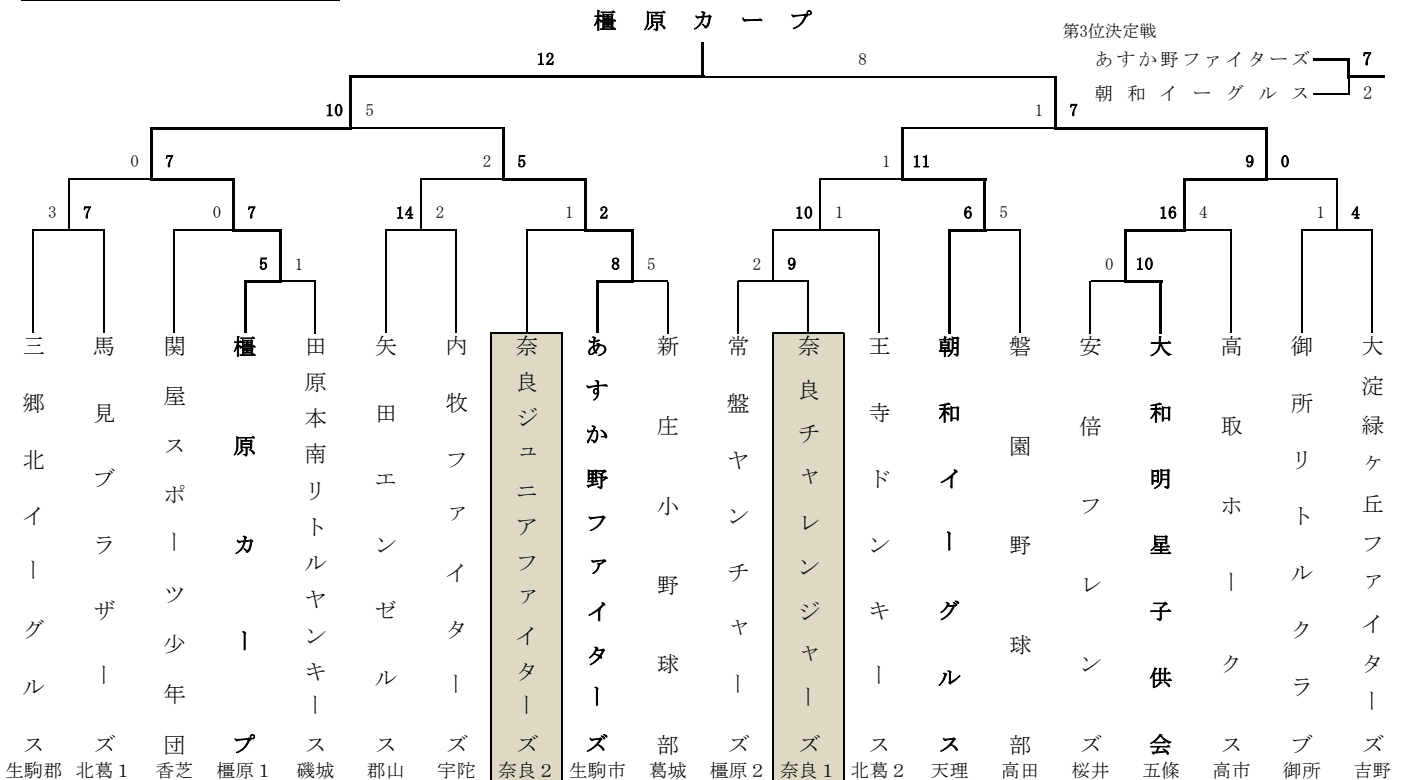 橿原カープ
第3位決定戦
あすか野ファイターズ 7
朝和イーグルス 2
12 8
10 5 1 7
0 7 2 5 1 11 9 0
3 7 0 7 14 2 1 2 10 1 6 5 16 4 1 4
5 1 8 5 2 9 0 10
三郷北イーグルス
馬見ブラザーズ
関屋スポーツ少年団
橿原カープ
田原本南リトルヤンキース
矢田エンゼルス
内牧ファイターズ
奈良ジュニアファイターズ
あすか野ファイターズ
新庄小野球部
常盤ヤンチャーズ
奈良チャレンジャーズ
王寺ドンキース
朝和イーグルス
磐園野球部
安倍フレンズ
大和明星子供会
高取ホークス
御所リトルクラブ
大淀緑ヶ丘ファイターズ
生駒郡 北葛1 香芝 橿原1 磯城 郡山 宇陀 奈良2 生駒市 葛城 橿原2 奈良1 北葛2 天理 高田 桜井 五條 高市 御所 吉野